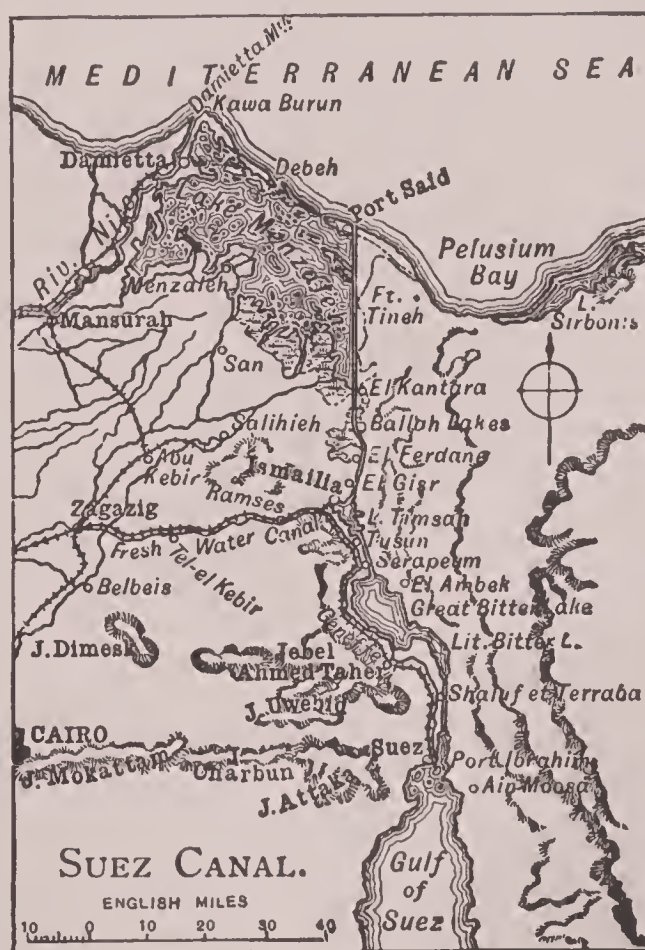 Damietta Mth
MEDITERRANEAN SEA
Kawa Burun
Damietta
Debeh
Port Said
Riv. Nile
Lake Menzaleh
Pelusium
Bay
Menzaleh
Ft.
Tineh
L.
Sirbonis
Mansurah
San
El Kantara
Salihieh
Ballah Lakes
Abu
Kebir
El Ferdane
Ismailia
Ramses
El Gisr
Zagazig
L. Timsah
Fresh Water Canal
Tusun
Tel-el Kebir
Serapeum
Belbeis
El Ambek
Great Bitter Lake
J. Dimesk
Lit. Bitter L.
Jebel
Ahmed Taher
Geneffe
J. Uwebid
Shaluf et Terraba
CAIRO
Suez
Port Ibrahim
J. Mokattam
Charbun
J. Attaka
Ain Moosa
SUEZ CANAL.
Gulf
of
Suez
ENGLISH MILES
10 0 10 20 30 40